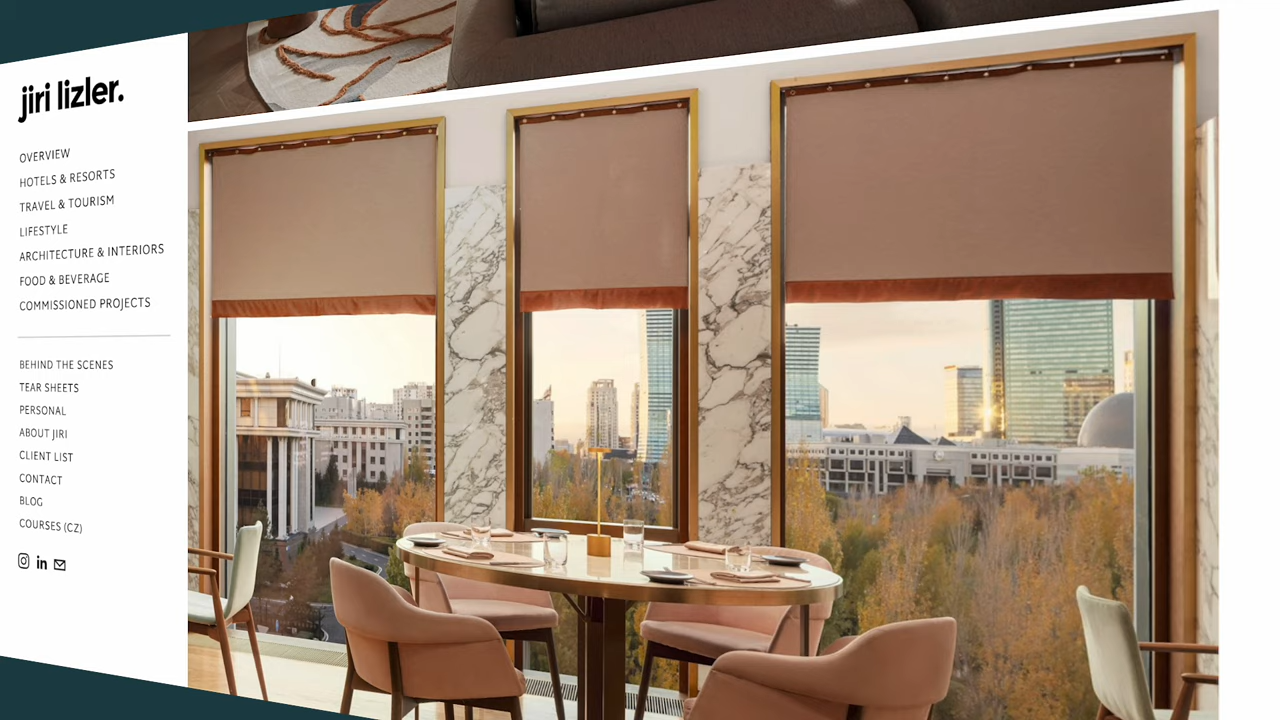 jiri lizler.
OVERVIEW
HOTELS & RESORTS
TRAVEL & TOURISM
LIFESTYLE
ARCHITECTURE & INTERIORS
FOOD & BEVERAGE
COMMISSIONED PROJECTS
BEHIND THE SCENES
TEAR SHEETS
PERSONAL
ABOUT JIRI
CLIENT LIST
CONTACT
BLOG
COURSES (CZ)
in